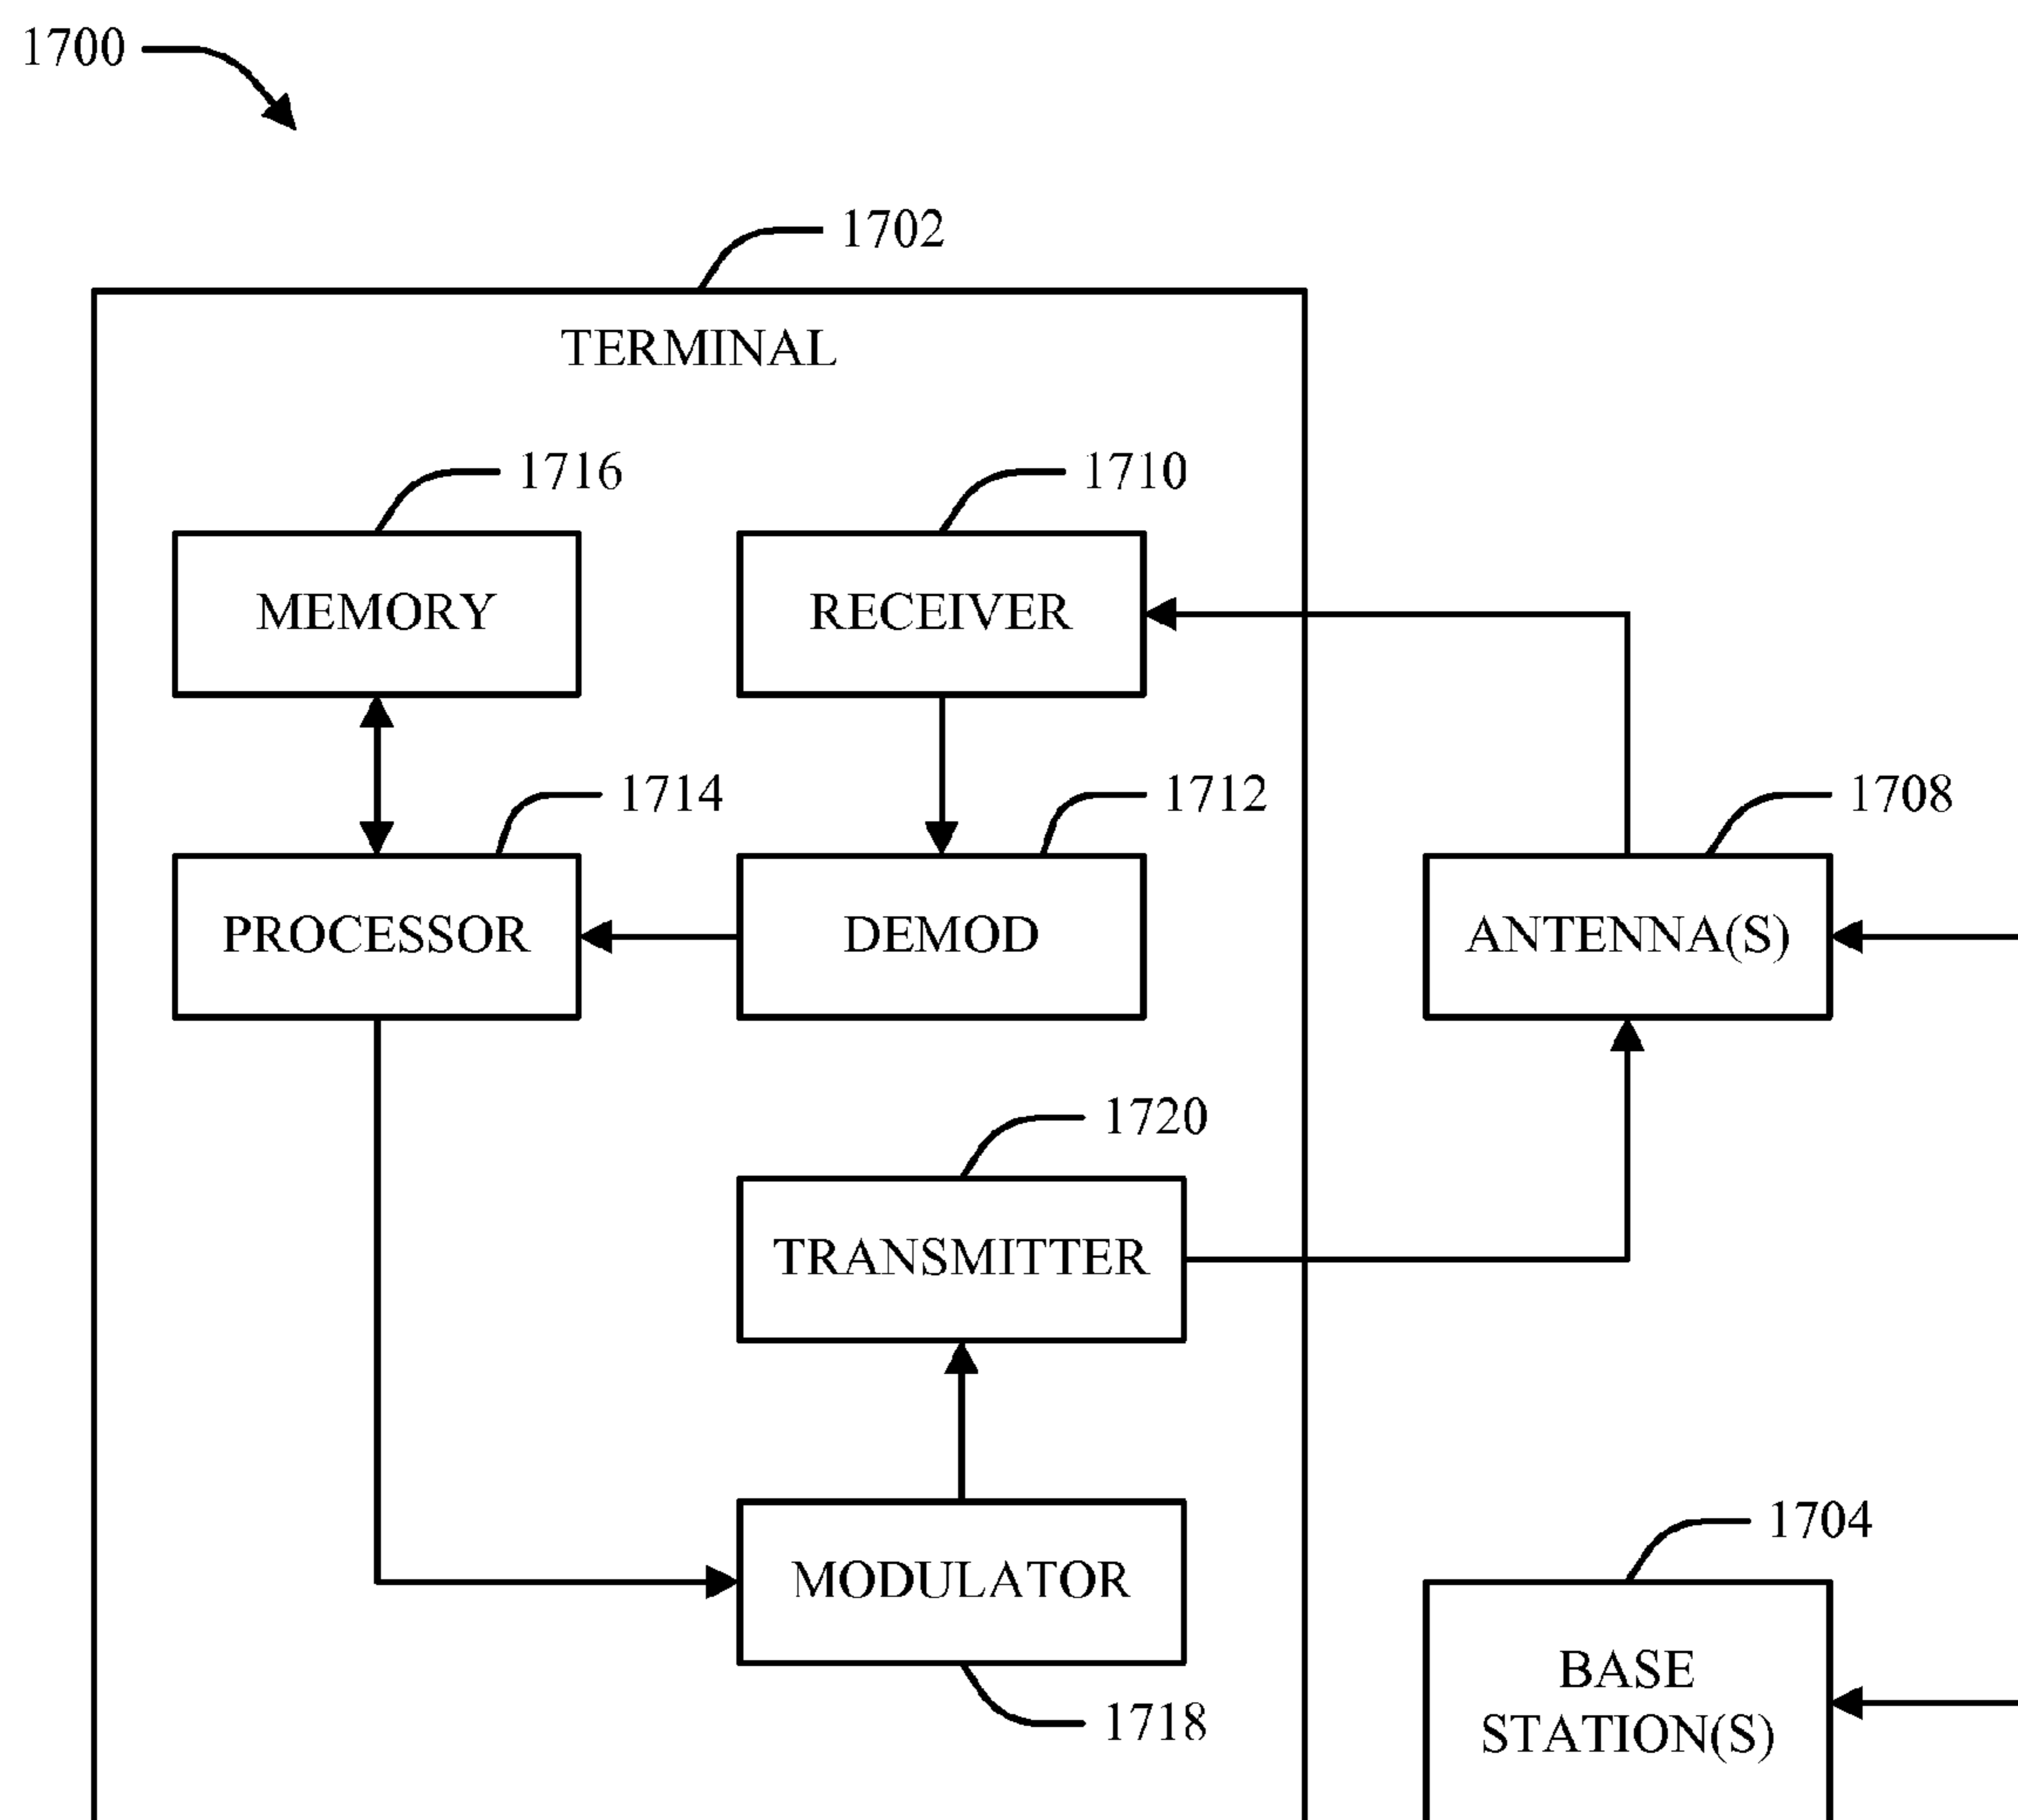 1700
1702
TERMINAL
1716
1710
MEMORY
RECEIVER
1714
1712
1708
PROCESSOR
DEMOD
ANTENNA(S)
1720
TRANSMITTER
1704
MODULATOR
BASE
STATION(S)
1718